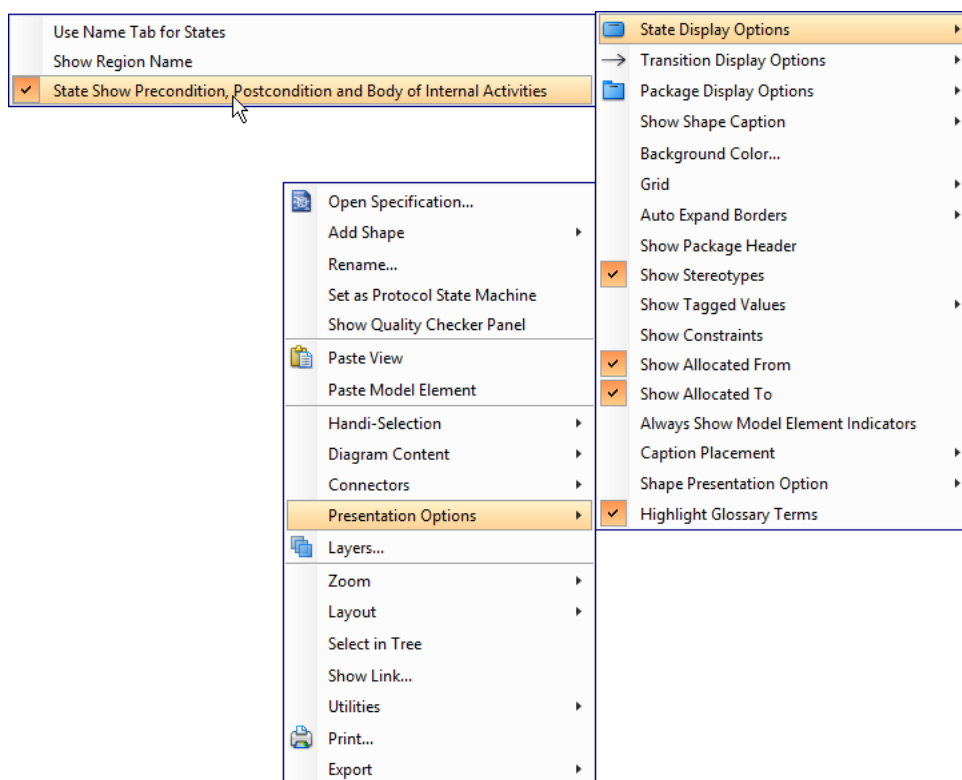 Use Name Tab for States
Show Region Name
State Show Precondition, Postcondition and Body of Internal Activities
State Display Options
Transition Display Options
Package Display Options
Show Shape Caption
Background Color...
Grid
Auto Expand Borders
Show Package Header
Show Stereotypes
Show Tagged Values
Show Constraints
Show Allocated From
Show Allocated To
Always Show Model Element Indicators
Caption Placement
Shape Presentation Option
Highlight Glossary Terms
Open Specification...
Add Shape
Rename...
Set as Protocol State Machine
Show Quality Checker Panel
Paste View
Paste Model Element
Handi-Selection
Diagram Content
Connectors
Presentation Options
Layers...
Zoom
Layout
Select in Tree
Show Link...
Utilities
Print...
Export